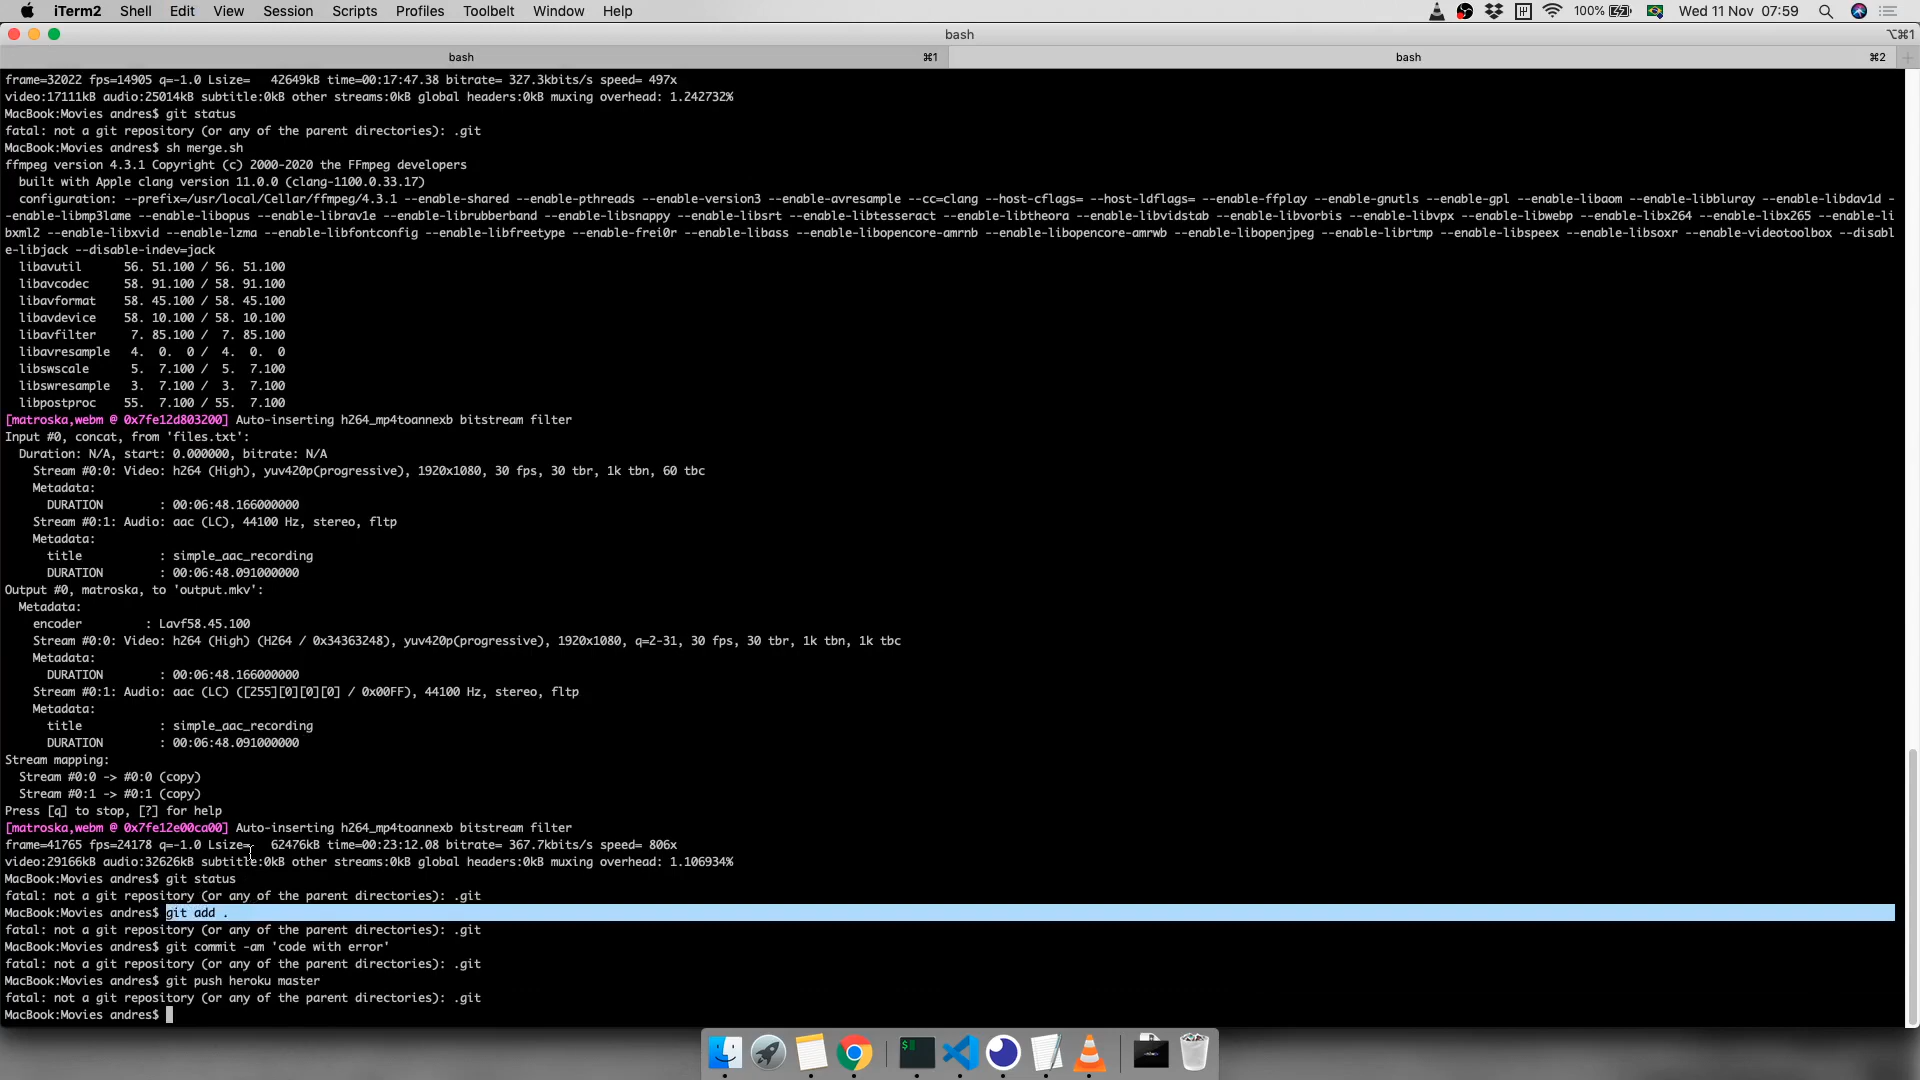 iTerm2 Shell Edit View Session Scripts Profiles Toolbelt Window Help 100% Wed 11 Nov 07:59
bash ⌥⌘1
bash ⌘1 bash ⌘2
frame=32022 fps=14905 q=-1.0 Lsize=   42649kB time=00:17:47.38 bitrate= 327.3kbits/s speed= 497x
video:17111kB audio:25014kB subtitle:0kB other streams:0kB global headers:0kB muxing overhead: 1.242732%
MacBook:Movies andres$ git status
fatal: not a git repository (or any of the parent directories): .git
MacBook:Movies andres$ sh merge.sh
ffmpeg version 4.3.1 Copyright (c) 2000-2020 the FFmpeg developers
  built with Apple clang version 11.0.0 (clang-1100.0.33.17)
  configuration: --prefix=/usr/local/Cellar/ffmpeg/4.3.1 --enable-shared --enable-pthreads --enable-version3 --enable-avresample --cc=clang --host-cflags= --host-ldflags= --enable-ffplay --enable-gnutls --enable-gpl --enable-libaom --enable-libbluray --enable-libdav1d -
-enable-libmp3lame --enable-libopus --enable-librav1e --enable-librubberband --enable-libsnappy --enable-libsrt --enable-libtesseract --enable-libtheora --enable-libvidstab --enable-libvorbis --enable-libvpx --enable-libwebp --enable-libx264 --enable-libx265 --enable-li
bxml2 --enable-libxvid --enable-lzma --enable-libfontconfig --enable-libfreetype --enable-frei0r --enable-libass --enable-libopencore-amrnb --enable-libopencore-amrwb --enable-libopenjpeg --enable-librtmp --enable-libspeex --enable-libsoxr --enable-videotoolbox --disabl
e-libjack --disable-indev=jack
  libavutil      56. 51.100 / 56. 51.100
  libavcodec     58. 91.100 / 58. 91.100
  libavformat    58. 45.100 / 58. 45.100
  libavdevice    58. 10.100 / 58. 10.100
  libavfilter     7. 85.100 /  7. 85.100
  libavresample   4.  0.  0 /  4.  0.  0
  libswscale      5.  7.100 /  5.  7.100
  libswresample   3.  7.100 /  3.  7.100
  libpostproc    55.  7.100 / 55.  7.100
[matroska,webm @ 0x7fe12d803200] Auto-inserting h264_mp4toannexb bitstream filter
Input #0, concat, from 'files.txt':
  Duration: N/A, start: 0.000000, bitrate: N/A
    Stream #0:0: Video: h264 (High), yuv420p(progressive), 1920x1080, 30 fps, 30 tbr, 1k tbn, 60 tbc
    Metadata:
      DURATION        : 00:06:48.166000000
    Stream #0:1: Audio: aac (LC), 44100 Hz, stereo, fltp
    Metadata:
      title           : simple_aac_recording
      DURATION        : 00:06:48.091000000
Output #0, matroska, to 'output.mkv':
  Metadata:
    encoder         : Lavf58.45.100
    Stream #0:0: Video: h264 (High) (H264 / 0x34363248), yuv420p(progressive), 1920x1080, q=2-31, 30 fps, 30 tbr, 1k tbn, 1k tbc
    Metadata:
      DURATION        : 00:06:48.166000000
    Stream #0:1: Audio: aac (LC) ([255][0][0][0] / 0x00FF), 44100 Hz, stereo, fltp
    Metadata:
      title           : simple_aac_recording
      DURATION        : 00:06:48.091000000
Stream mapping:
  Stream #0:0 -> #0:0 (copy)
  Stream #0:1 -> #0:1 (copy)
Press [q] to stop, [?] for help
[matroska,webm @ 0x7fe12e00ca00] Auto-inserting h264_mp4toannexb bitstream filter
frame=41765 fps=24178 q=-1.0 Lsize=   62476kB time=00:23:12.08 bitrate= 367.7kbits/s speed= 806x
video:29166kB audio:32626kB subtitle:0kB other streams:0kB global headers:0kB muxing overhead: 1.106934%
MacBook:Movies andres$ git status
fatal: not a git repository (or any of the parent directories): .git
MacBook:Movies andres$ git add .
fatal: not a git repository (or any of the parent directories): .git
MacBook:Movies andres$ git commit -am 'code with error'
fatal: not a git repository (or any of the parent directories): .git
MacBook:Movies andres$ git push heroku master
fatal: not a git repository (or any of the parent directories): .git
MacBook:Movies andres$